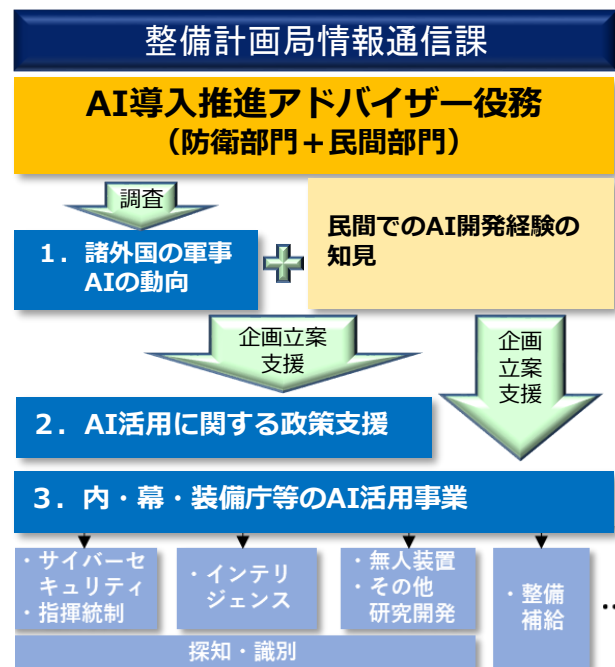 整備計画局情報通信課
AI導入推進アドバイザー役務
（防衛部門＋民間部門）
調査
１．諸外国の軍事
AIの動向
民間でのAI開発経験の
知見
企画立案
支援
企画
立案
支援
２．AI活用に関する政策支援
３．内・幕・装備庁等のAI活用事業
・サイバーセ
キュリティ
・指揮統制
・インテリ
ジェンス
・無人装置
・その他
研究開発
・整備
補給
…
探知・識別